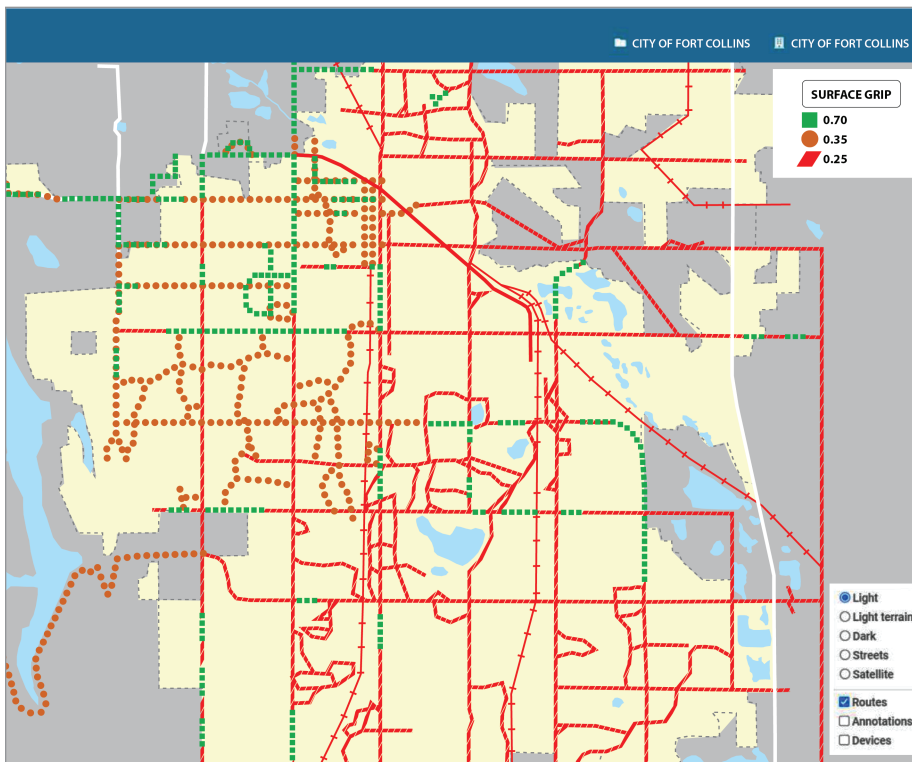 CITY OF FORT COLLINS
CITY OF FORT COLLINS
SURFACE GRIP
0.70
0.35
0.25
Light
Light terrain
Dark
Streets
Satellite
Routes
Annotations
Devices